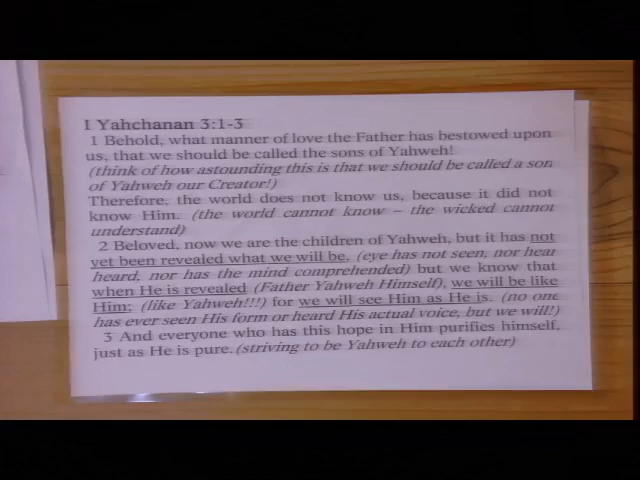 I Yahchanan 3:1-3
1 Behold, what manner of love the Father has bestowed upon
us, that we should be called the sons of Yahweh!
(think of how astounding this is that we should be called a son
of Yahweh our Creator!)
Therefore, the world does not know us, because it did not
know Him. (the world cannot know – the wicked cannot
understand)
2 Beloved, now we are the children of Yahweh, but it has not
yet been revealed what we will be, (eye has not seen, nor hear
heard, nor has the mind comprehended) but we know that
when He is revealed (Father Yahweh Himself), we will be like
Him; (like Yahweh!!!) for we will see Him as He is. (no one
has ever seen His form or heard His actual voice, but we will!)
3 And everyone who has this hope in Him purifies himself,
just as He is pure. (striving to be Yahweh to each other)